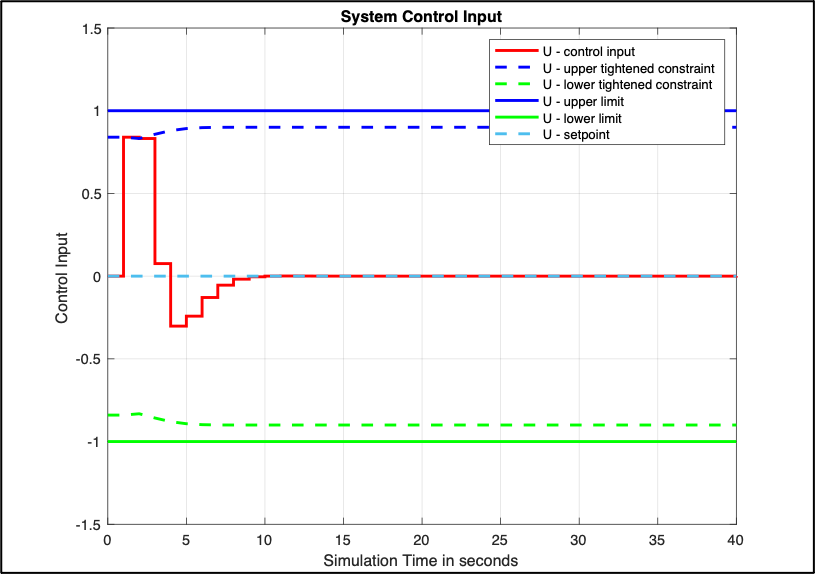 System Control Input
U - control input
U - upper tightened constraint
U - lower tightened constraint
U - upper limit
U - lower limit
U - setpoint
Control Input
1.5
1
0.5
0
-0.5
-1
-1.5
0 5 10 15 20 25 30 35 40
Simulation Time in seconds